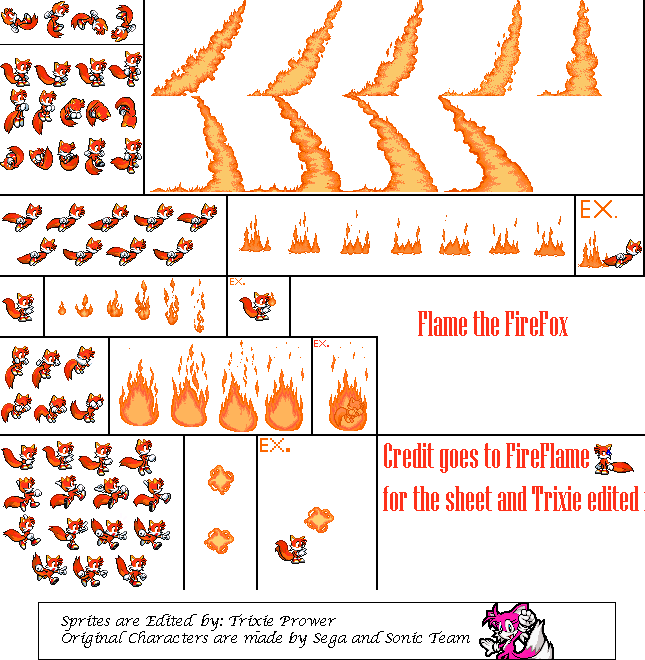 EX.
EX.
Flame the FireFox
EX.
EX.
Credit goes to FireFlame
for the sheet and Trixie edited
Sprites are Edited by: Trixie Prower
Original Characters are made by Sega and Sonic Team